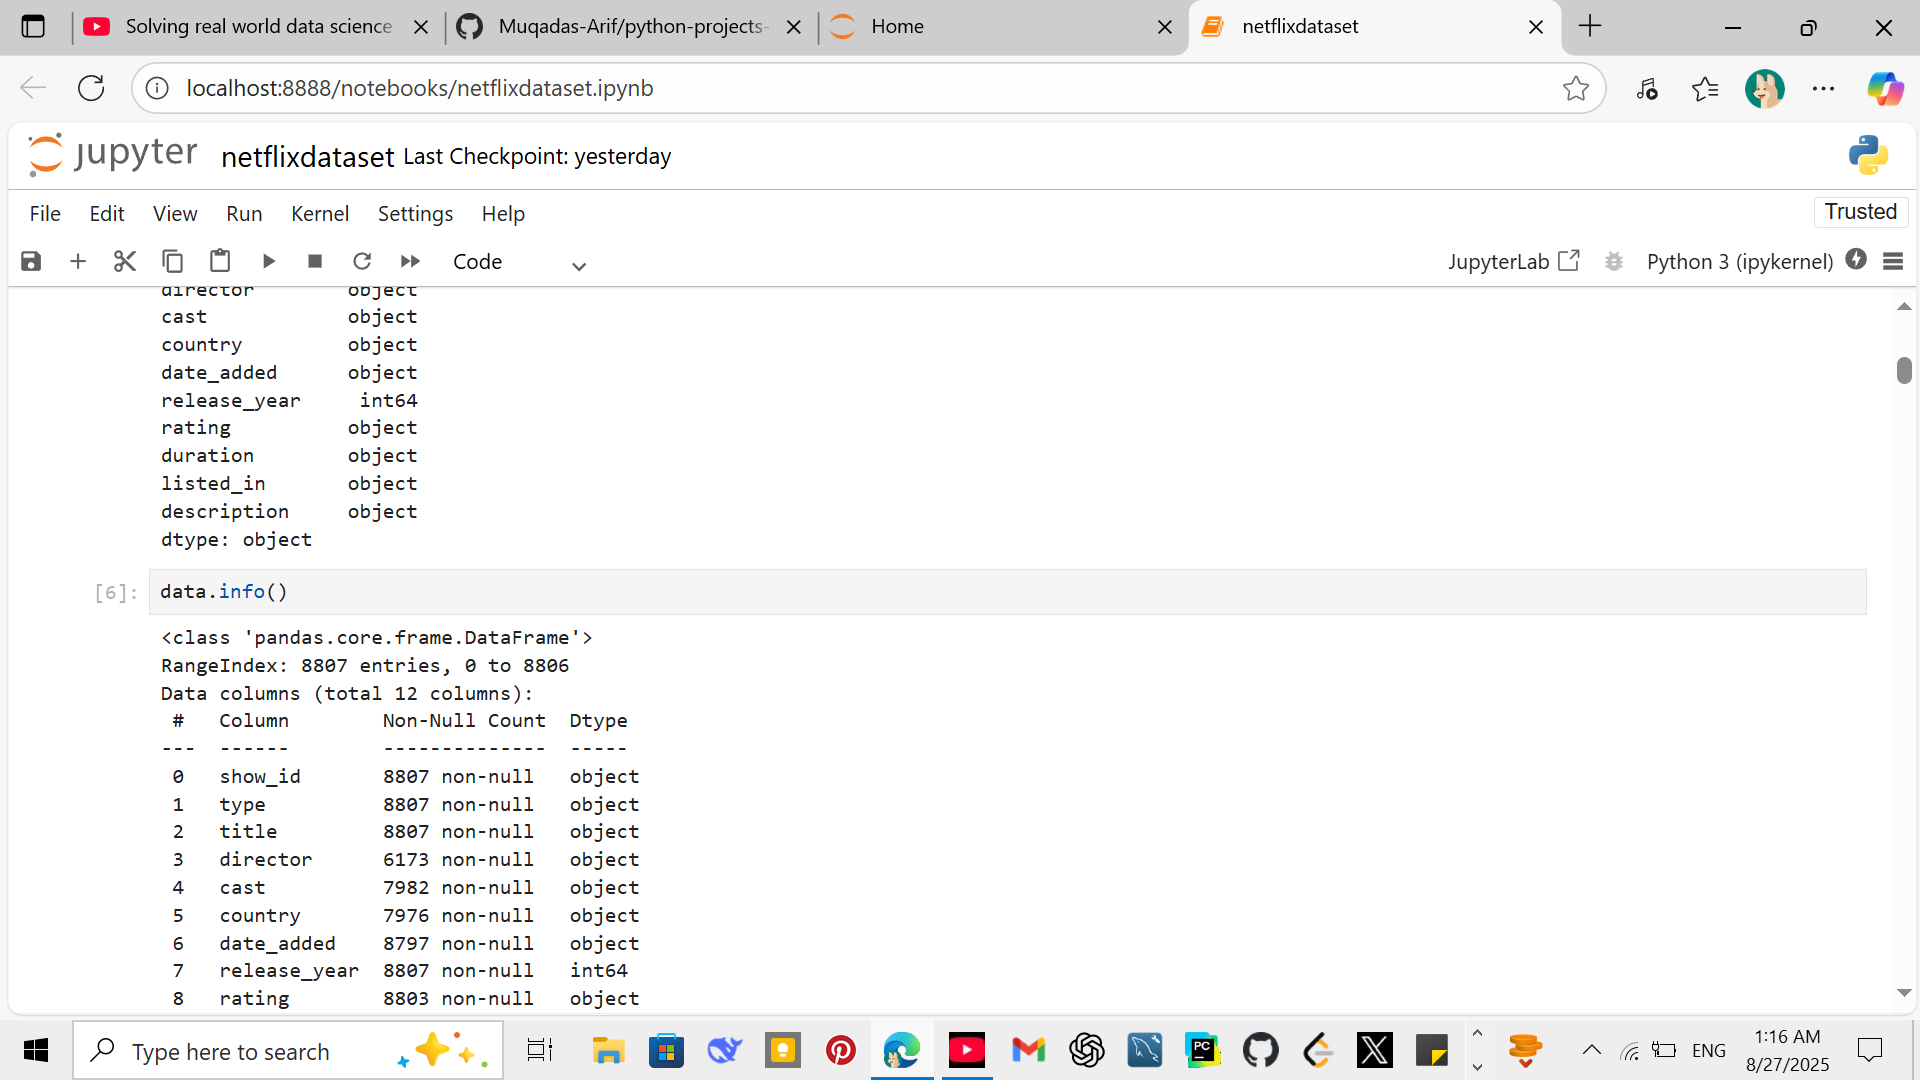 Solving real world data science
Muqadas-Arif/python-projects-
Home
netflixdataset
localhost:8888/notebooks/netflixdataset.ipynb
jupyter netflixdataset Last Checkpoint: yesterday
File Edit View Run Kernel Settings Help
Trusted
Code
JupyterLab
Python 3 (ipykernel)
director object
cast object
country object
date_added object
release_year int64
rating object
duration object
listed_in object
description object
dtype: object
[6]: data.info()
<class 'pandas.core.frame.DataFrame'>
RangeIndex: 8807 entries, 0 to 8806
Data columns (total 12 columns):
# Column Non-Null Count Dtype
--- ------ -------------- -----
0 show_id 8807 non-null object
1 type 8807 non-null object
2 title 8807 non-null object
3 director 6173 non-null object
4 cast 7982 non-null object
5 country 7976 non-null object
6 date_added 8797 non-null object
7 release_year 8807 non-null int64
8 rating 8803 non-null object
Type here to search
PC
ENG
1:16 AM
8/27/2025